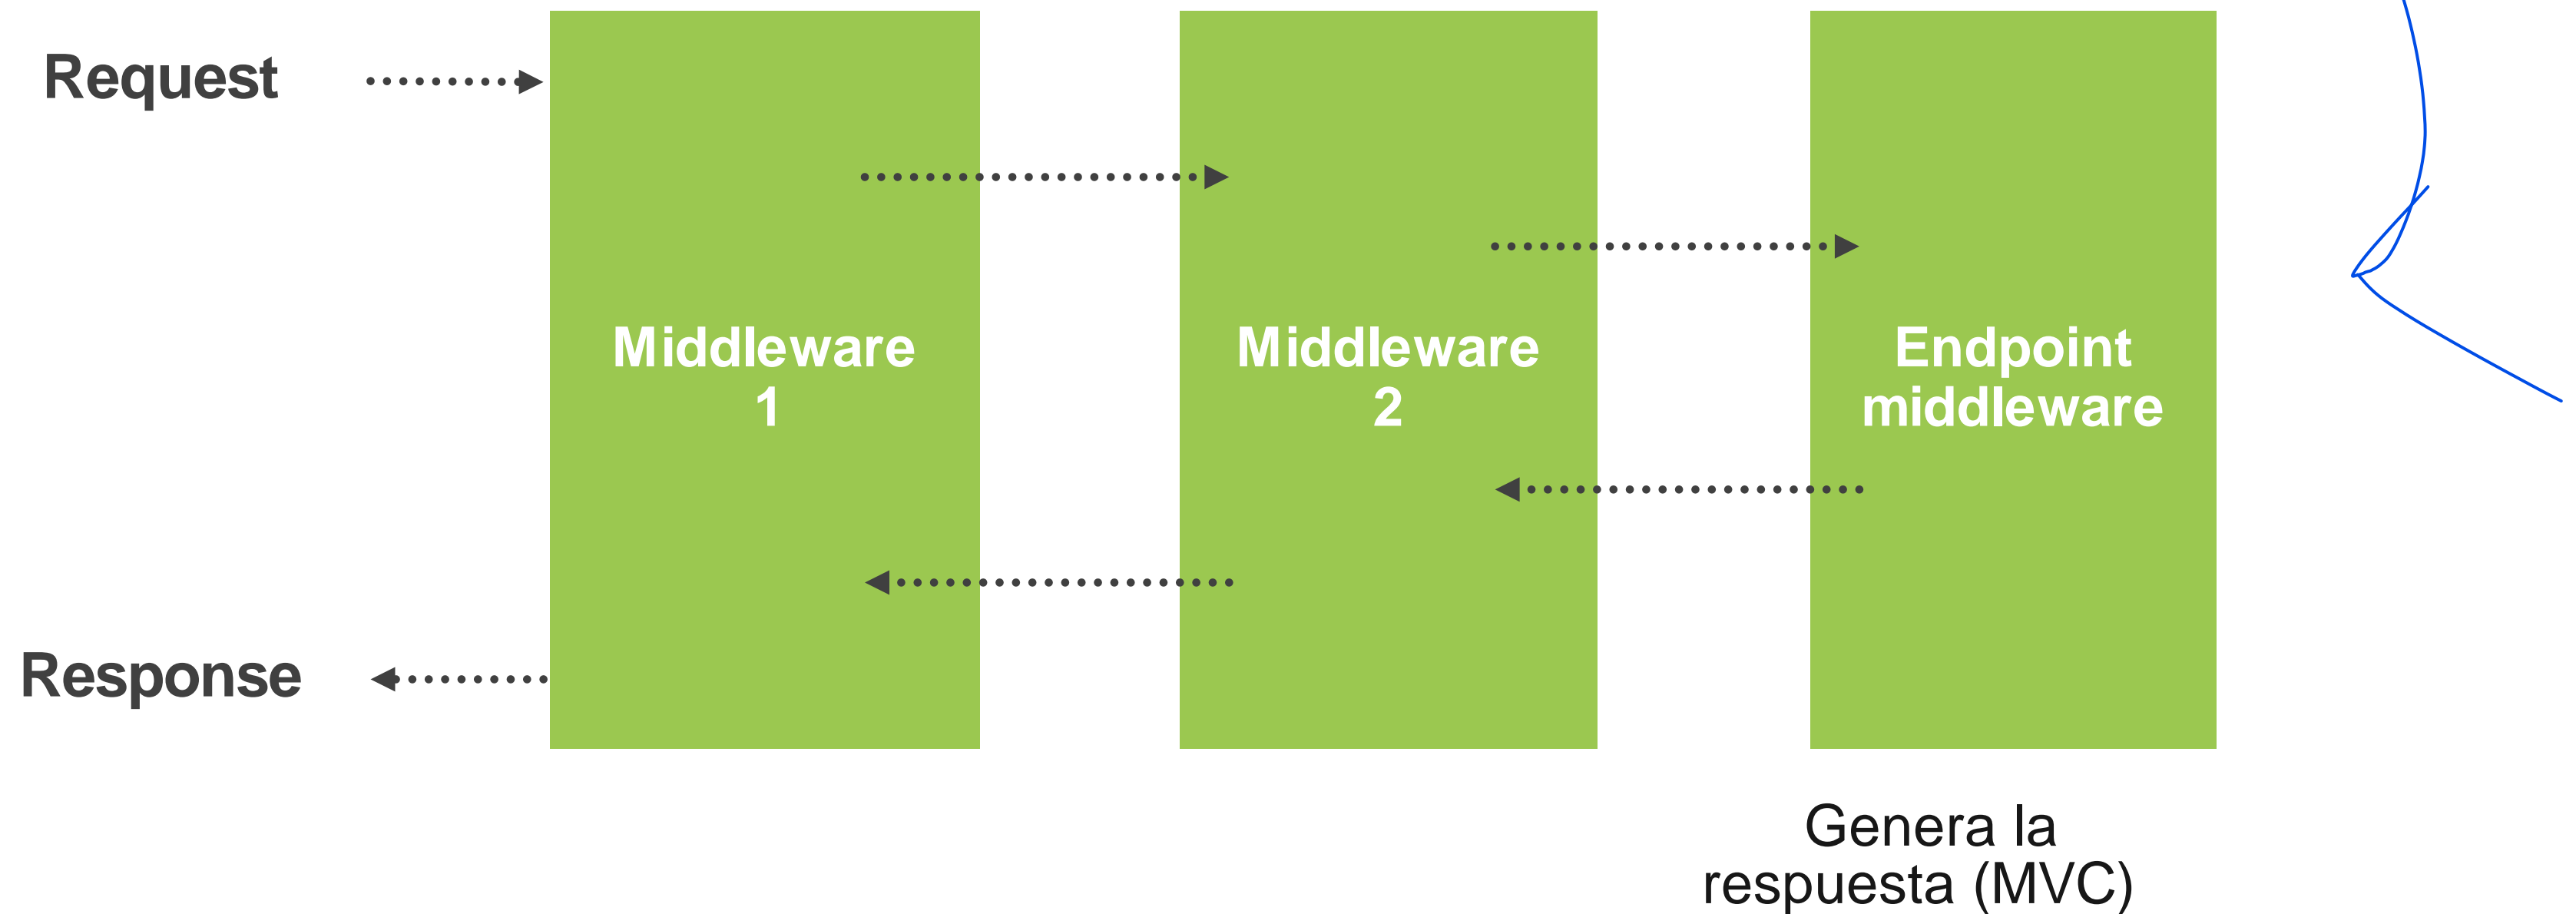 Request
Middleware
1
Middleware
2
Endpoint
middleware
Response
Genera la
respuesta (MVC)